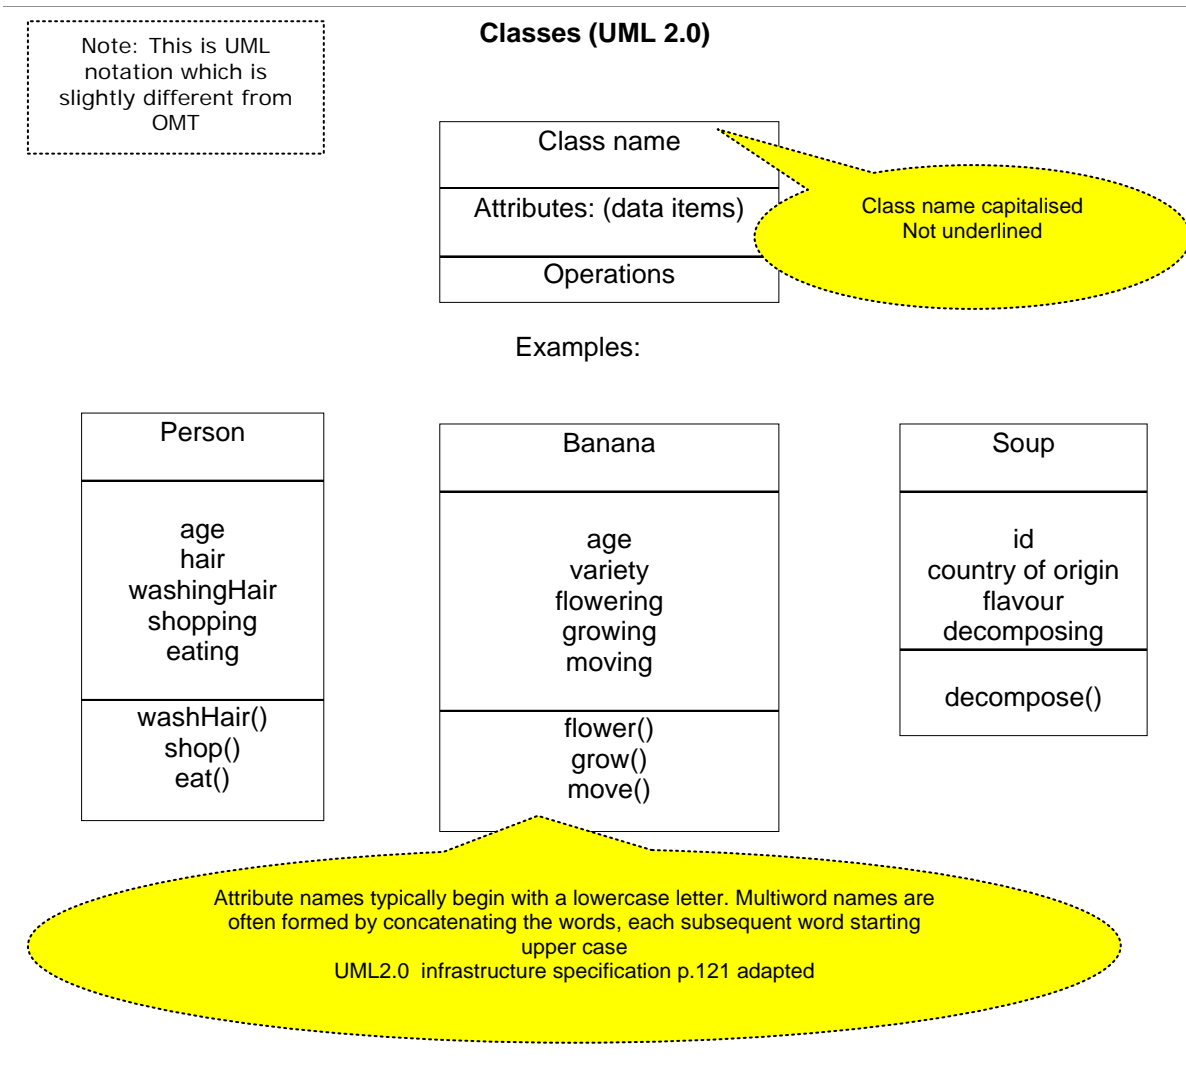 Classes (UML 2.0)
Note: This is UML
notation which is
slightly different from
OMT
Class name
Attributes: (data items)
Operations
Class name capitalised
Not underlined
Examples:
Person
age
hair
washingHair
shopping
eating
washHair()
shop()
eat()
Banana
age
variety
flowering
growing
moving
flower()
grow()
move()
Soup
id
country of origin
flavour
decomposing
decompose()
Attribute names typically begin with a lowercase letter. Multiword names are
often formed by concatenating the words, each subsequent word starting
upper case
UML2.0 infrastructure specification p.121 adapted